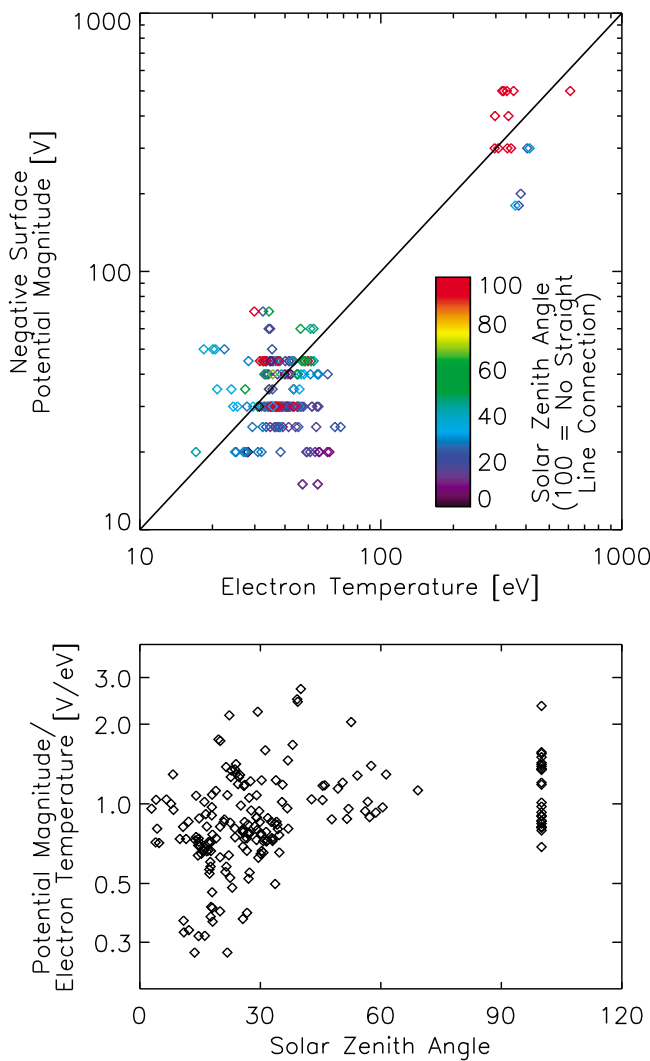 1000
100
10
Negative Surface
Potential Magnitude [V]
10
100
1000
Electron Temperature [eV]
100
80
60
40
20
0
Solar Zenith Angle
(100 = No Straight
Line Connection)
3.0
2.0
1.0
0.5
0.3
Potential Magnitude/
Electron Temperature [V/eV]
0
30
60
90
120
Solar Zenith Angle